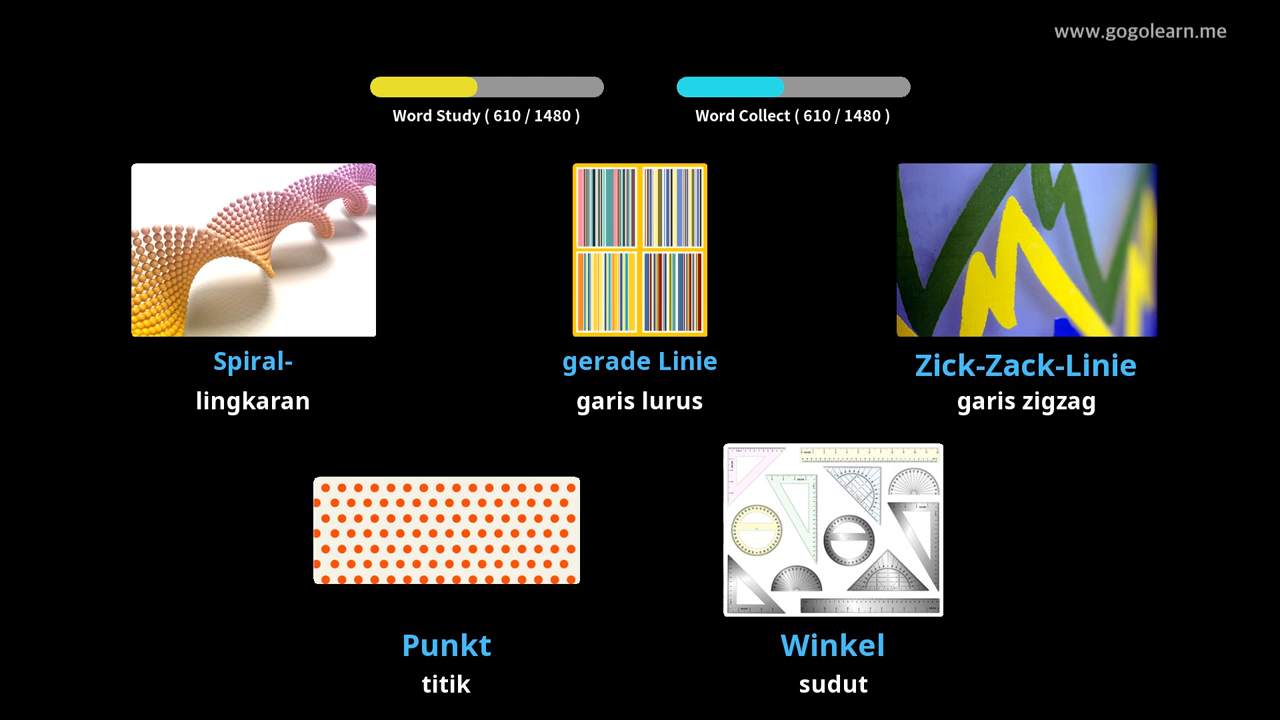 www.gogolearn.me
Word Study ( 610 / 1480 )
Word Collect ( 610 / 1480 )
Spiral-
lingkaran
gerade Linie
garis lurus
Zick-Zack-Linie
garis zigzag
Punkt
titik
Winkel
sudut